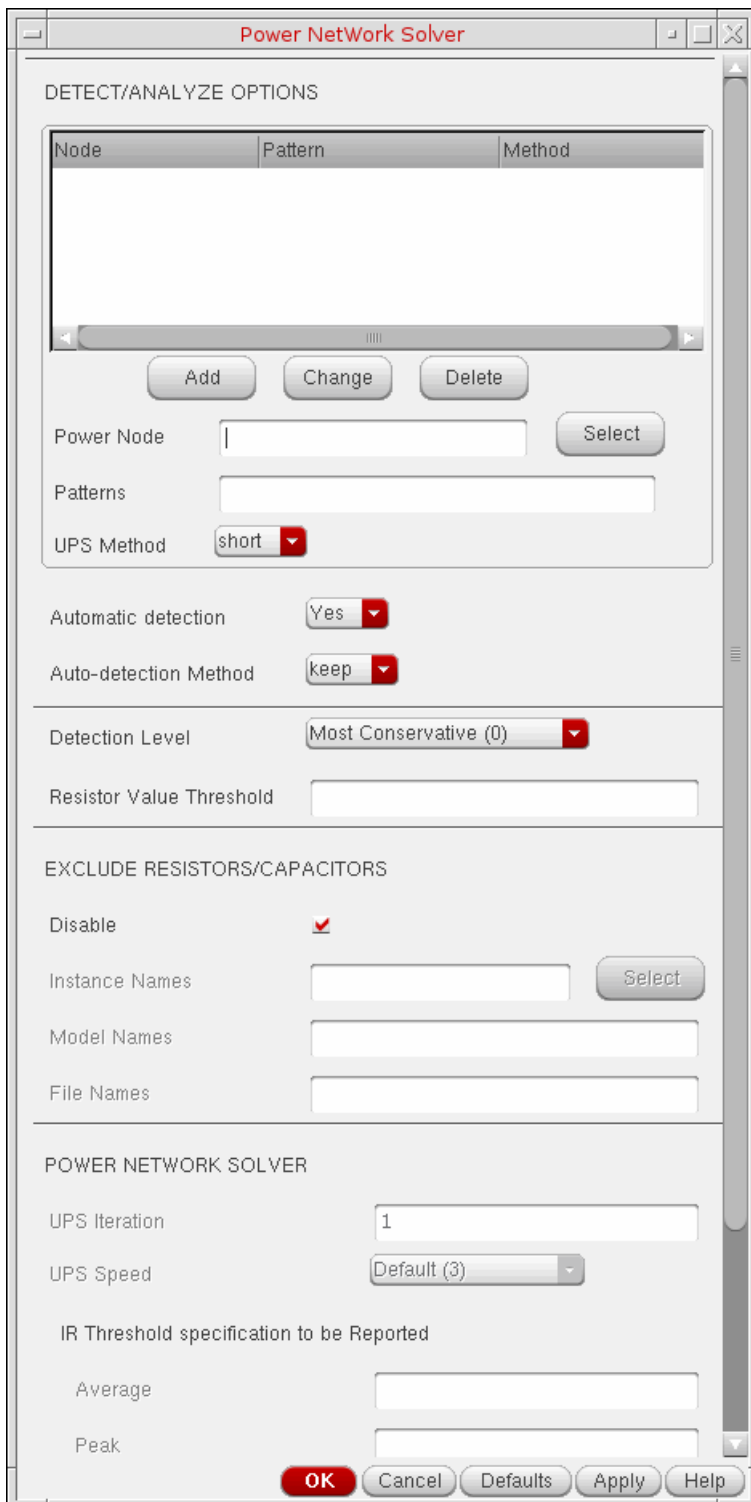 Power NetWork Solver
DETECT/ANALYZE OPTIONS
Node Pattern Method
Add Change Delete
Power Node Select
Patterns
UPS Method short
Automatic detection Yes
Auto-detection Method keep
Detection Level Most Conservative (0)
Resistor Value Threshold
EXCLUDE RESISTORS/CAPACITORS
Disable
Instance Names Select
Model Names
File Names
POWER NETWORK SOLVER
UPS Iteration 1
UPS Speed Default (3)
IR Threshold specification to be Reported
Average
Peak
OK Cancel Defaults Apply Help